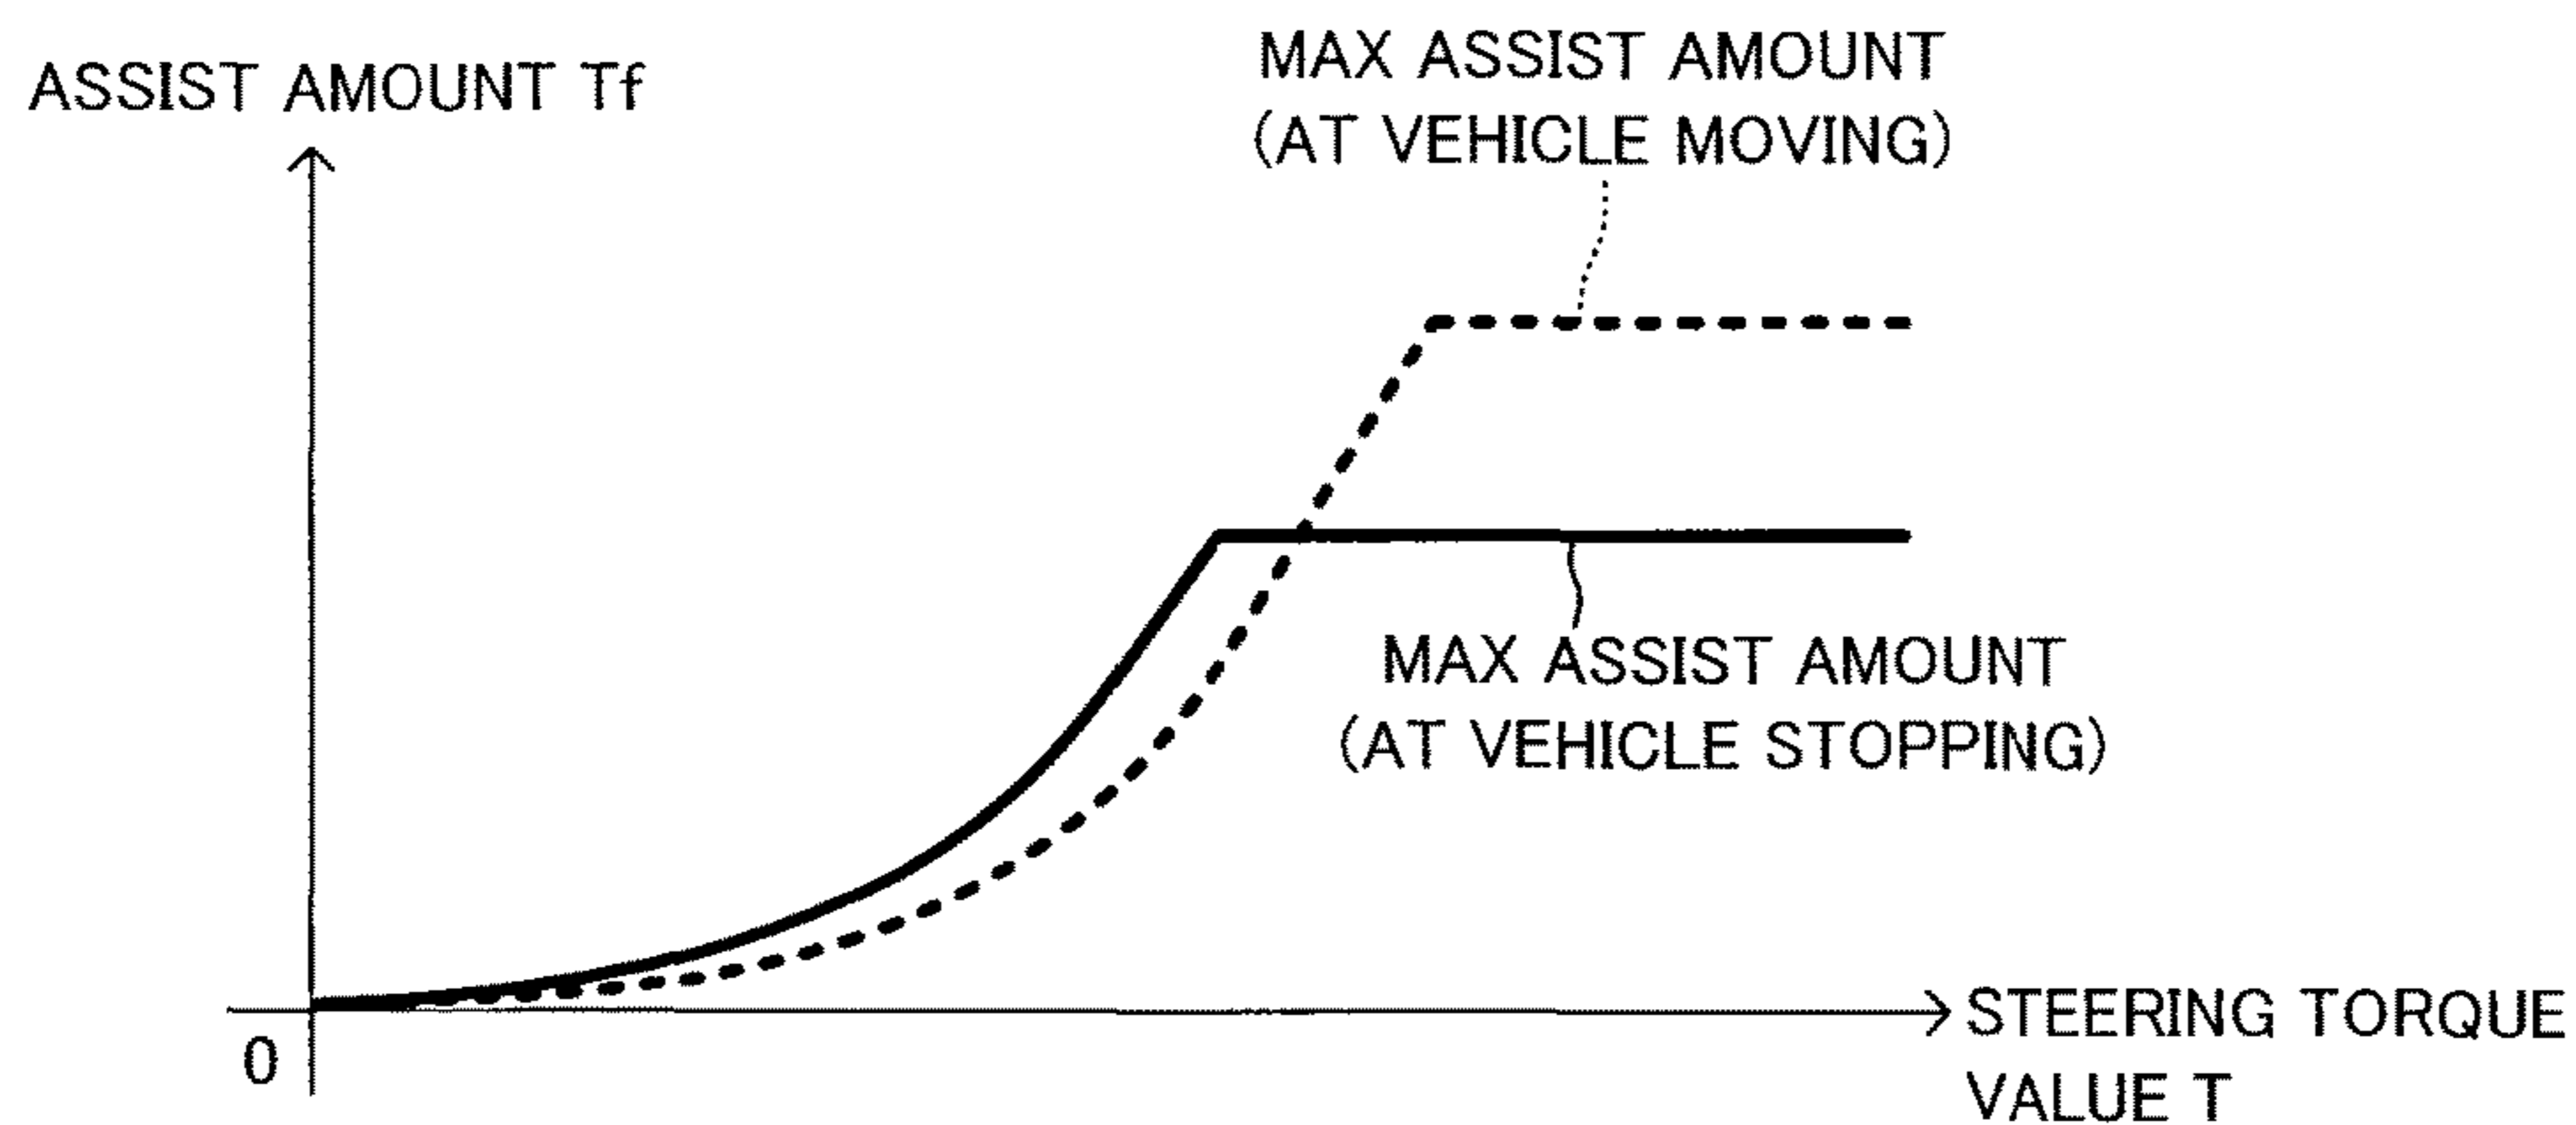 ASSIST AMOUNT Tf
MAX ASSIST AMOUNT
(AT VEHICLE MOVING)
MAX ASSIST AMOUNT
(AT VEHICLE STOPPING)
0
STEERING TORQUE
VALUE T